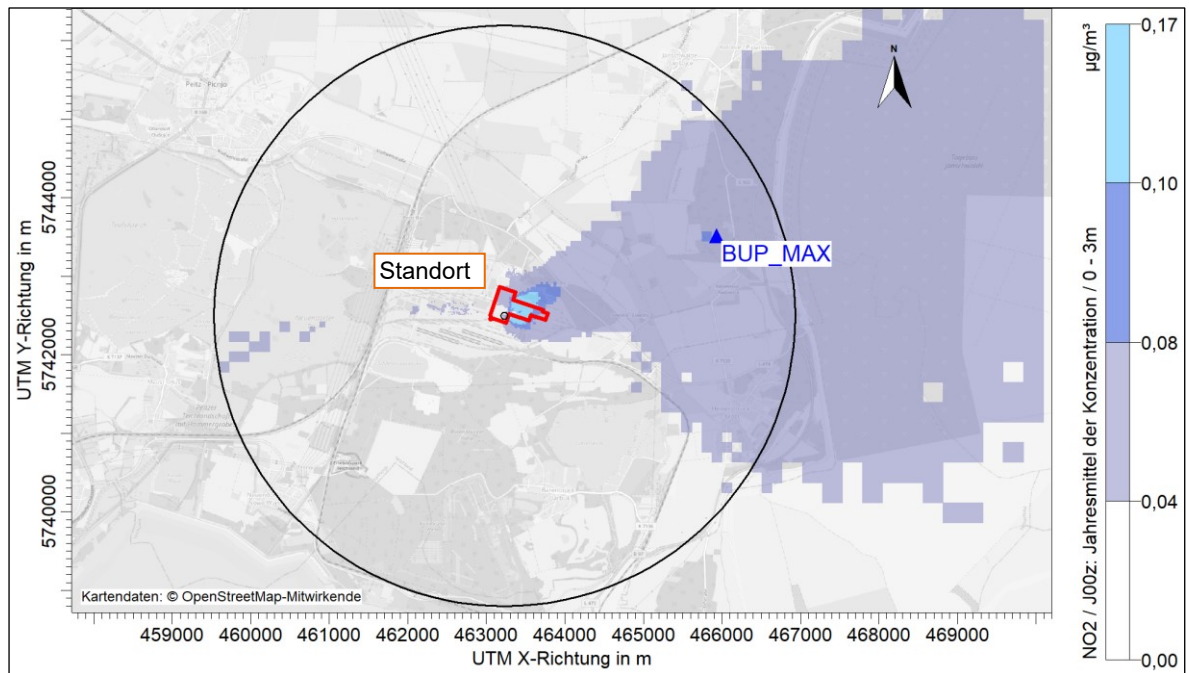 Standort
BUP_MAX
N
Peitz Picnjo
Kartendaten: © OpenStreetMap-Mitwirkende
UTM Y-Richtung in m
5744000
5742000
5740000
459000 460000 461000 462000 463000 464000 465000 466000 467000 468000 469000
UTM X-Richtung in m
NO2 / J00z: Jahresmittel der Konzentration / 0 - 3m
µg/m³
0,17
0,10
0,08
0,04
0,00